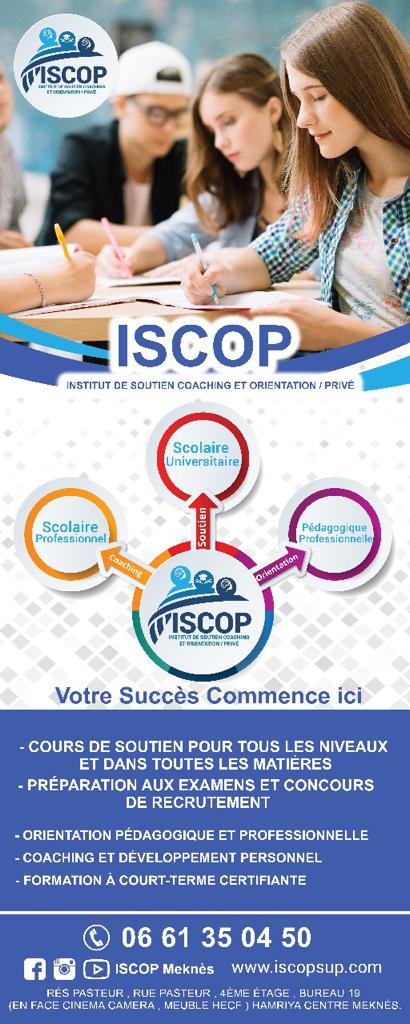 ISCOP
INSTITUT DE SOUTIEN COACHING
ET ORIENTATION / PRIVÉ
ISCOP
INSTITUT DE SOUTIEN COACHING ET ORIENTATION / PRIVÉ
Scolaire
Universitaire
Scolaire
Professionnel
Pédagogique
Professionnelle
Soutien
Coaching
Orientation
ISCOP
INSTITUT DE SOUTIEN COACHING
ET ORIENTATION / PRIVÉ
Votre Succès Commence ici
- COURS DE SOUTIEN POUR TOUS LES NIVEAUX
ET DANS TOUTES LES MATIÈRES
- PRÉPARATION AUX EXAMENS ET CONCOURS
DE RECRUTEMENT
- ORIENTATION PÉDAGOGIQUE ET PROFESSIONNELLE
- COACHING ET DÉVELOPPEMENT PERSONNEL
- FORMATION À COURT-TERME CERTIFIANTE
06 61 35 04 50
ISCOP Meknès www.iscopsup.com
RÉS PASTEUR , RUE PASTEUR , 4ÈME ÉTAGE , BUREAU 19
(EN FACE CINEMA CAMERA , MEUBLE HECF ) HAMRIYA CENTRE MEKNÈS.